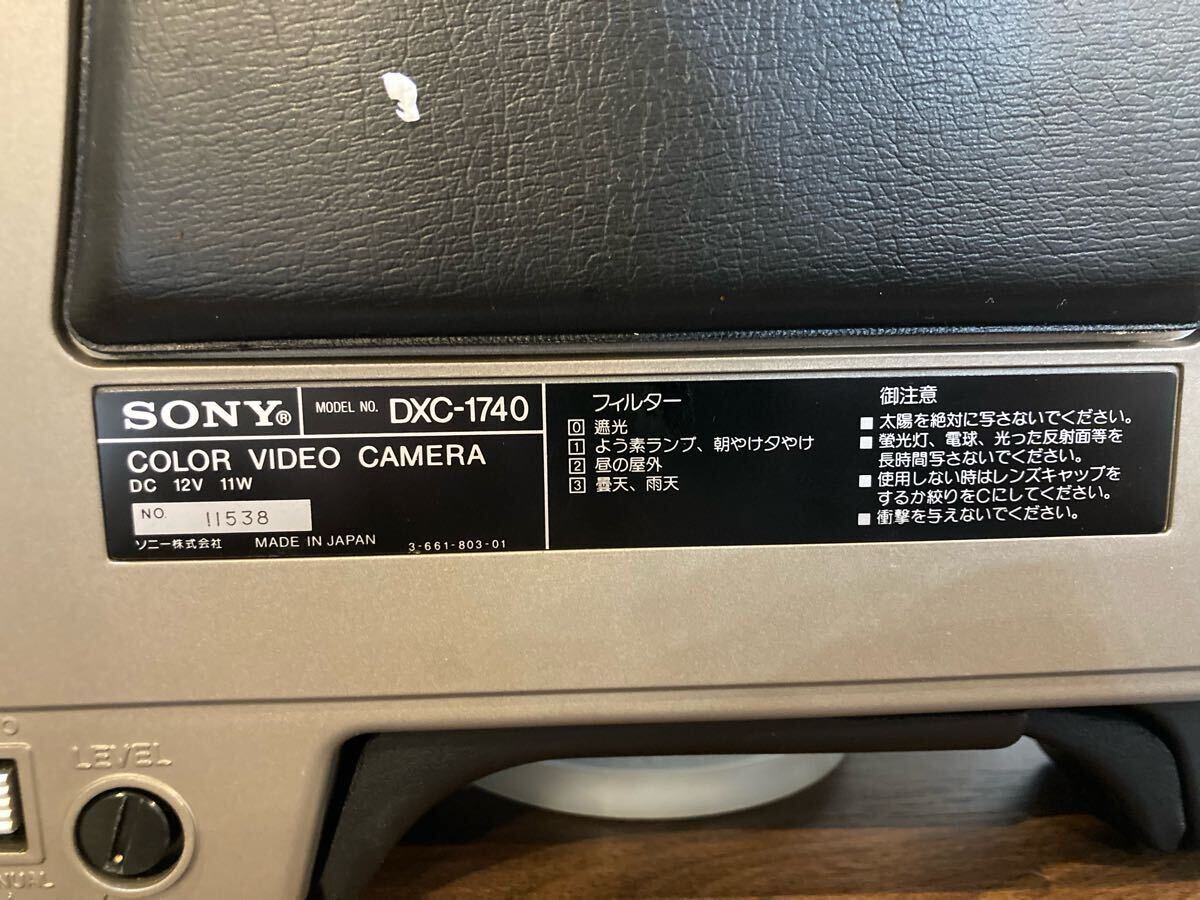 SONY®
MODEL NO. DXC-1740
COLOR VIDEO CAMERA
DC 12V 11W
NO. 11538
ソニー株式会社 MADE IN JAPAN 3-661-803-01
フィルター
0 遮光
1 よう素ランプ、朝やけ夕やけ
2 昼の屋外
3 曇天、雨天
御注意
■太陽を絶対に写さないでください。
■螢光灯、電球、光った反射面等を
長時間写さないでください。
■使用しない時はレンズキャップを
するか絞りをCにしてください。
■衝撃を与えないでください。
LEVEL